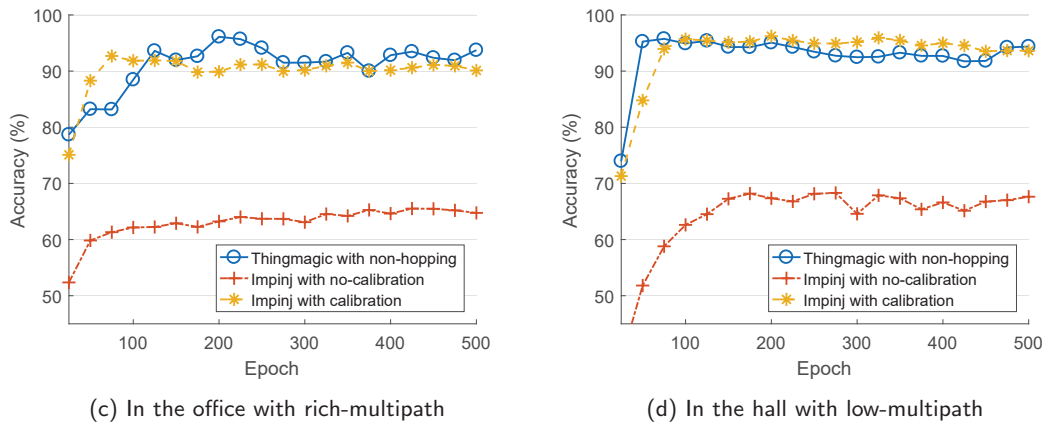 100
90
80
70
60
50
Accuracy (%)
100 200 300 400 500
Epoch
Thingmagic with non-hopping
Impinj with no-calibration
Impinj with calibration
(c) In the office with rich-multipath
100
90
80
70
60
50
Accuracy (%)
100 200 300 400 500
Epoch
Thingmagic with non-hopping
Impinj with no-calibration
Impinj with calibration
(d) In the hall with low-multipath